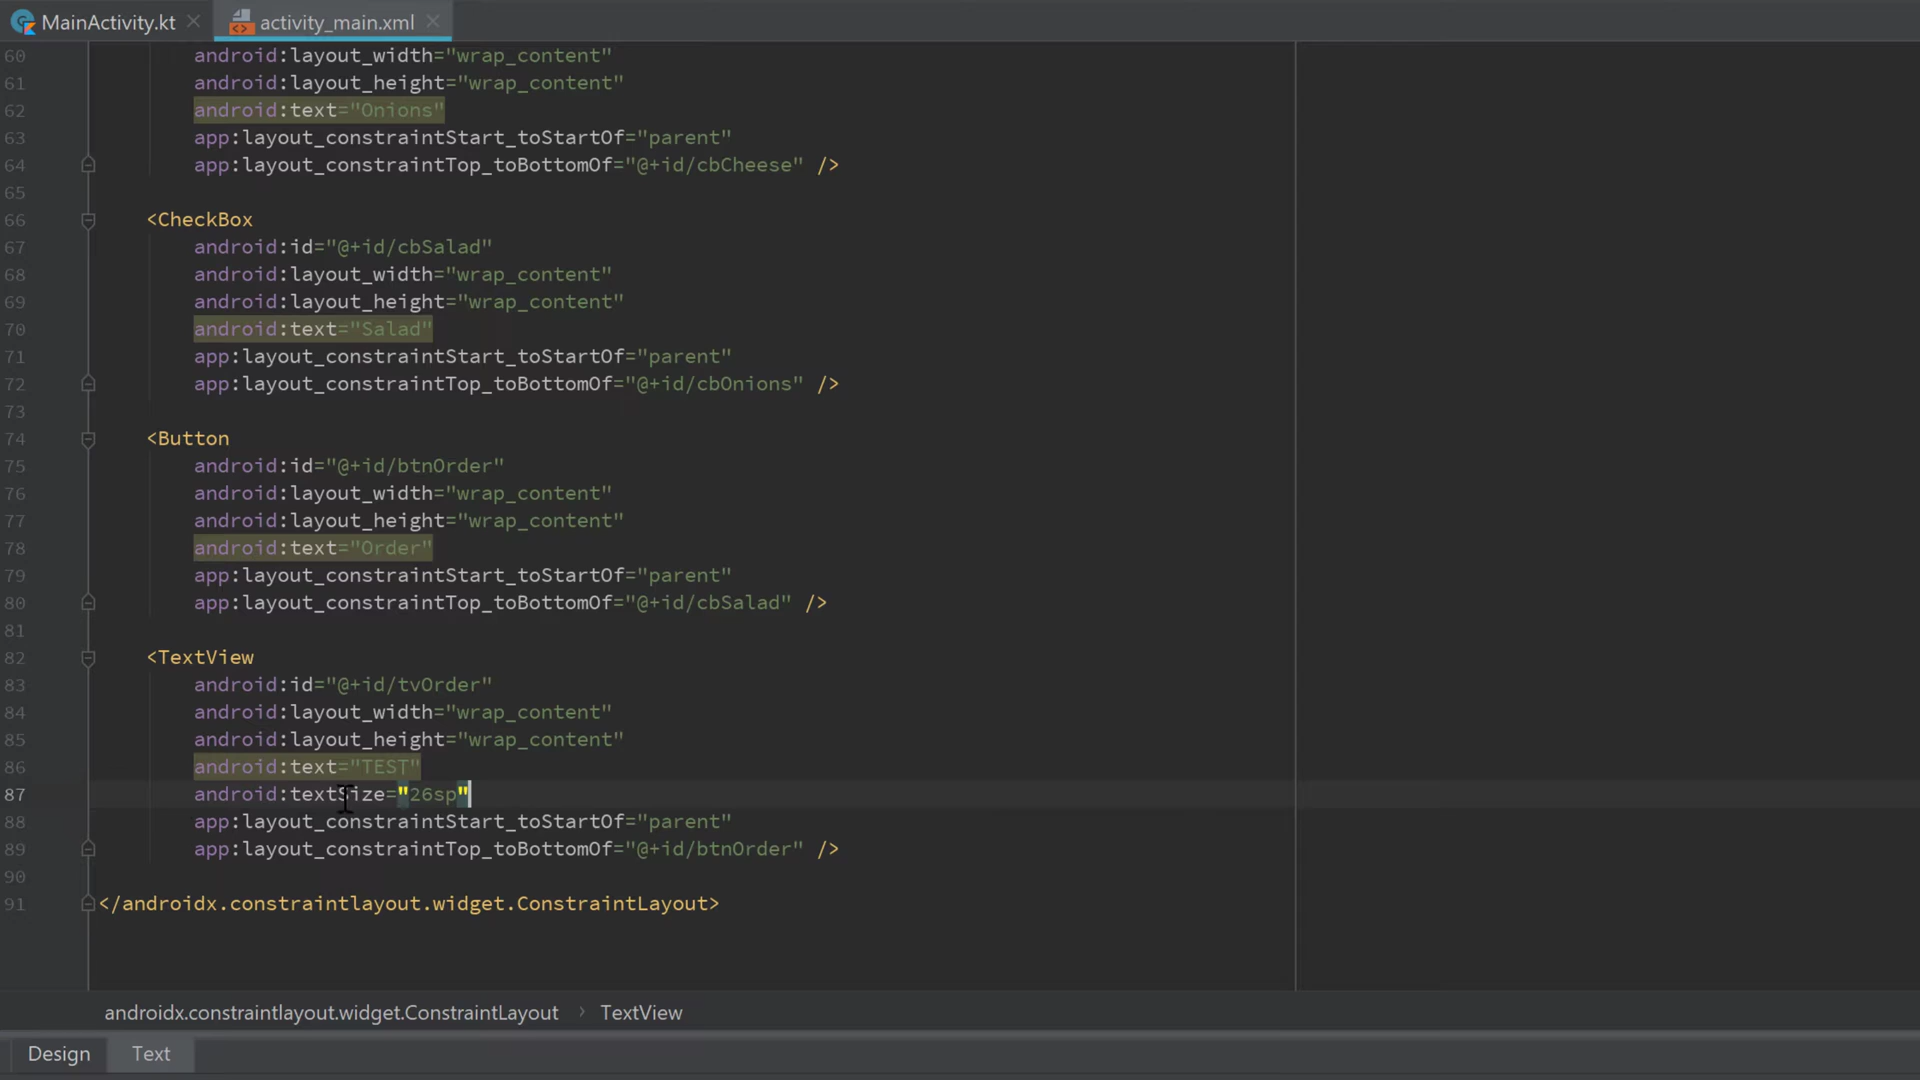 MainActivity.kt
activity_main.xml
60 android:layout_width="wrap_content"
61 android:layout_height="wrap_content"
62 android:text="Onions"
63 app:layout_constraintStart_toStartOf="parent"
64 app:layout_constraintTop_toBottomOf="@+id/cbCheese" />
65
66 <CheckBox
67 android:id="@+id/cbSalad"
68 android:layout_width="wrap_content"
69 android:layout_height="wrap_content"
70 android:text="Salad"
71 app:layout_constraintStart_toStartOf="parent"
72 app:layout_constraintTop_toBottomOf="@+id/cbOnions" />
73
74 <Button
75 android:id="@+id/btnOrder"
76 android:layout_width="wrap_content"
77 android:layout_height="wrap_content"
78 android:text="Order"
79 app:layout_constraintStart_toStartOf="parent"
80 app:layout_constraintTop_toBottomOf="@+id/cbSalad" />
81
82 <TextView
83 android:id="@+id/tvOrder"
84 android:layout_width="wrap_content"
85 android:layout_height="wrap_content"
86 android:text="TEST"
87 android:textSize="26sp"
88 app:layout_constraintStart_toStartOf="parent"
89 app:layout_constraintTop_toBottomOf="@+id/btnOrder" />
90
91 </androidx.constraintlayout.widget.ConstraintLayout>
androidx.constraintlayout.widget.ConstraintLayout › TextView
Design Text